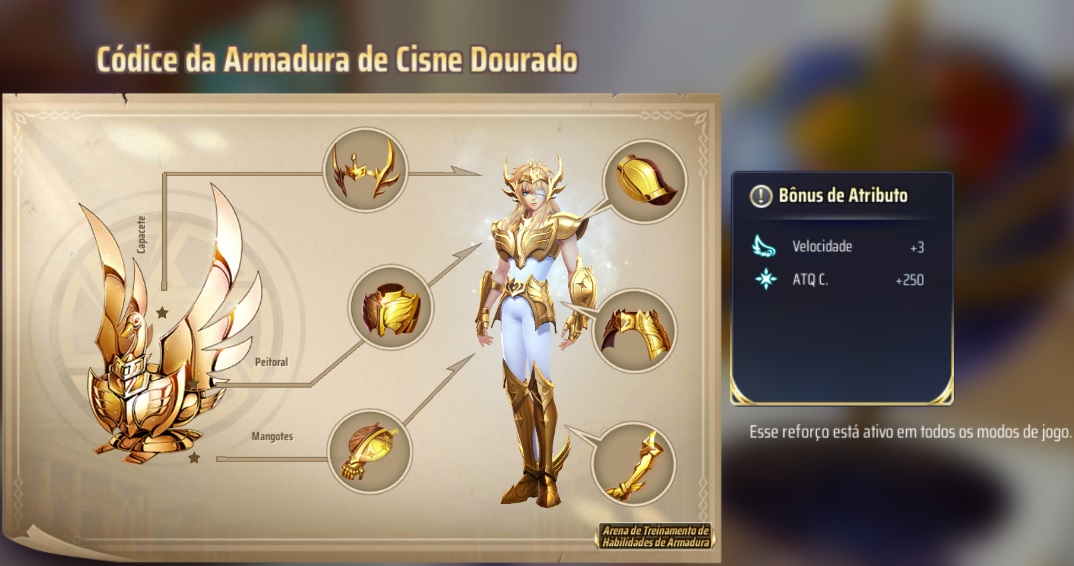 Códice da Armadura de Cisne Dourado
Capacete
Peitoral
Mangotes
Arena de Treinamento de
Habilidades de Armadura
Bônus de Atributo
Velocidade +3
ATQ C. +250
Esse reforço está ativo em todos os modos de jogo.